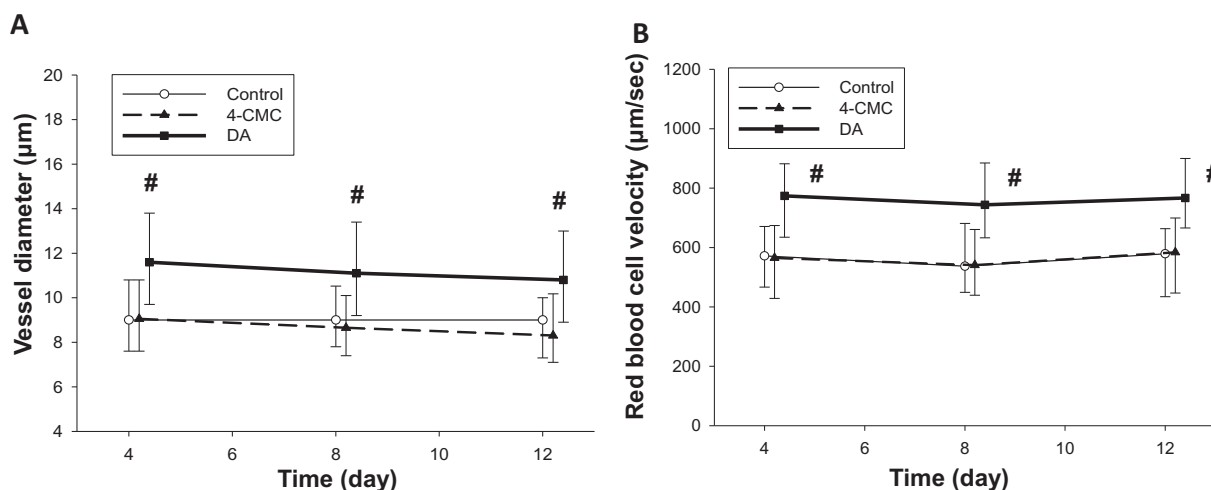 A
Vessel diameter (µm)
20
18
16
14
12
10
8
6
4
Control
4-CMC
DA
#
#
#
4
6
8
10
12
Time (day)
B
Red blood cell velocity (µm/sec)
1200
1000
800
600
400
200
0
Control
4-CMC
DA
#
#
#
4
6
8
10
12
Time (day)